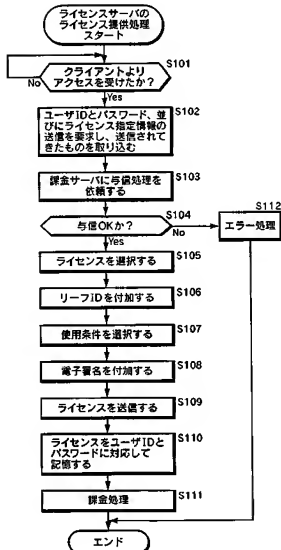 ライセンスサーバの
ライセンス提供処理
スタート
S101
クライアントより
アクセスを受けたか?
No
Yes
S102
ユーザIDとパスワード、並
びにライセンス指定情報の
送信を要求し、送信されて
きたものを取り込む
S103
課金サーバに与信処理を
依頼する
S104
与信OKか?
No
Yes
S112
エラー処理
S105
ライセンスを選択する
S106
リーフIDを付加する
S107
使用条件を選択する
S108
電子署名を付加する
S109
ライセンスを送信する
S110
ライセンスをユーザIDと
パスワードに対応して
記憶する
S111
課金処理
エンド